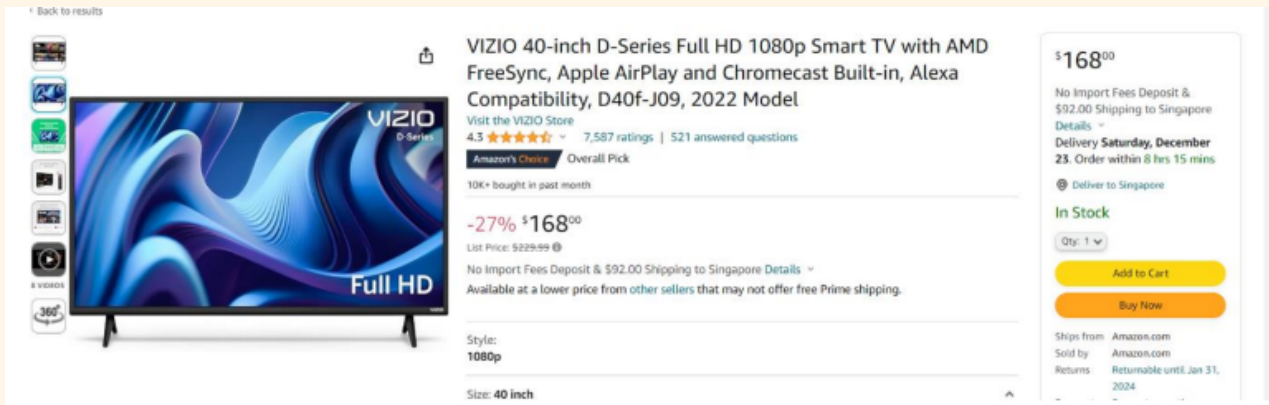 ‹ Back to results
VIZIO
D-Series
Full HD
8 VIDEOS
360°
VIZIO 40-inch D-Series Full HD 1080p Smart TV with AMD
FreeSync, Apple AirPlay and Chromecast Built-in, Alexa
Compatibility, D40f-J09, 2022 Model
Visit the VIZIO Store
4.3 7,587 ratings | 521 answered questions
Amazon's Choice Overall Pick
10K+ bought in past month
-27% $168⁰⁰
List Price: $229.99
No Import Fees Deposit & $92.00 Shipping to Singapore Details
Available at a lower price from other sellers that may not offer free Prime shipping.
Style:
1080p
Size: 40 inch
$168⁰⁰
No Import Fees Deposit &
$92.00 Shipping to Singapore
Details
Delivery Saturday, December
23. Order within 8 hrs 15 mins
Deliver to Singapore
In Stock
Qty: 1
Add to Cart
Buy Now
Ships from Amazon.com
Sold by Amazon.com
Returns Returnable until Jan 31,
2024